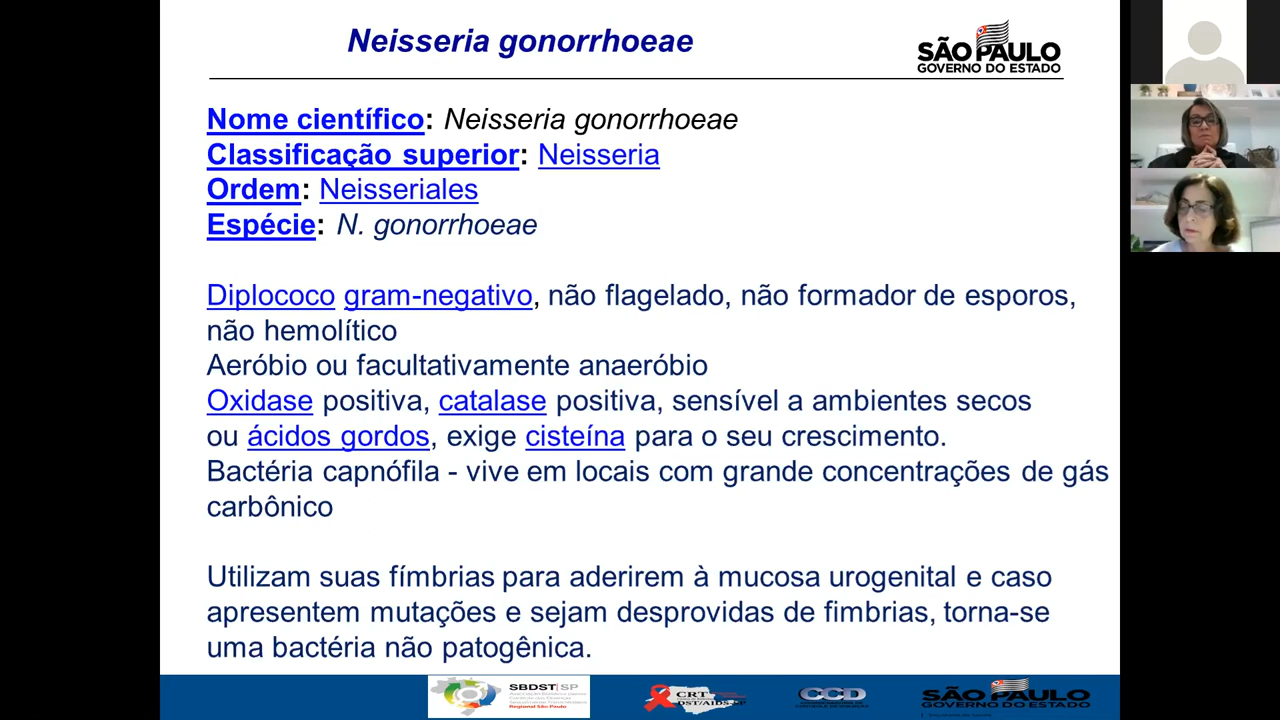 Neisseria gonorrhoeae
SÃO PAULO
GOVERNO DO ESTADO
Nome científico: Neisseria gonorrhoeae
Classificação superior: Neisseria
Ordem: Neisseriales
Espécie: N. gonorrhoeae
Diplococo gram-negativo, não flagelado, não formador de esporos,
não hemolítico
Aeróbio ou facultativamente anaeróbio
Oxidase positiva, catalase positiva, sensível a ambientes secos
ou ácidos gordos, exige cisteína para o seu crescimento.
Bactéria capnófila - vive em locais com grande concentrações de gás
carbônico
Utilizam suas fímbrias para aderirem à mucosa urogenital e caso
apresentem mutações e sejam desprovidas de fimbrias, torna-se
uma bactéria não patogênica.
SBDST|SP
Regional São Paulo
CRT
DST/AIDS-SP
CCD
SÃO PAULO
GOVERNO DO ESTADO